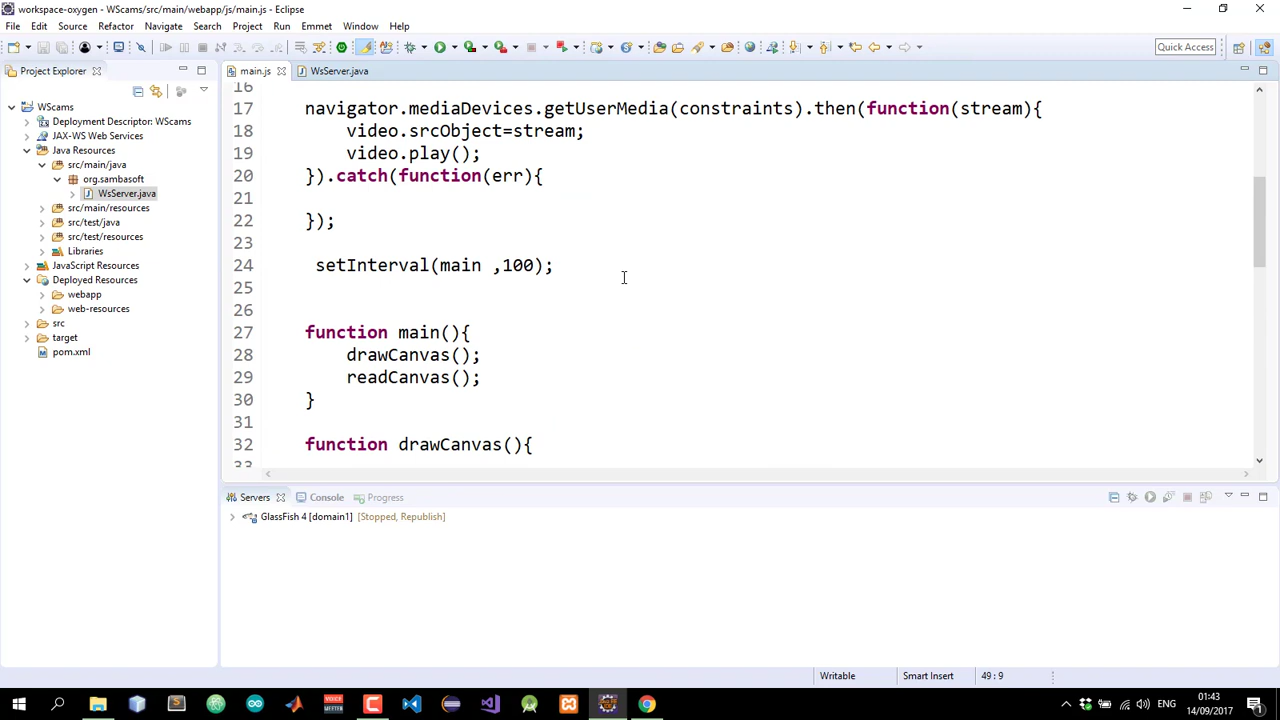 workspace-oxygen - WScams/src/main/webapp/js/main.js - Eclipse
File Edit Source Refactor Navigate Search Project Run Emmet Window Help
Quick Access
Project Explorer
main.js WsServer.java
WScams
Deployment Descriptor: WScams
JAX-WS Web Services
Java Resources
src/main/java
org.sambasoft
WsServer.java
src/main/resources
src/test/java
src/test/resources
Libraries
JavaScript Resources
Deployed Resources
webapp
web-resources
src
target
pom.xml
16
17 navigator.mediaDevices.getUserMedia(constraints).then(function(stream){
18 video.srcObject=stream;
19 video.play();
20 }).catch(function(err){
21
22 });
23
24 setInterval(main ,100);
25
26
27 function main(){
28 drawCanvas();
29 readCanvas();
30 }
31
32 function drawCanvas(){
33
Servers Console Progress
GlassFish 4 [domain1] [Stopped, Republish]
Writable Smart Insert 49 : 9
VOICE MEETER
ENG
01:43
14/09/2017